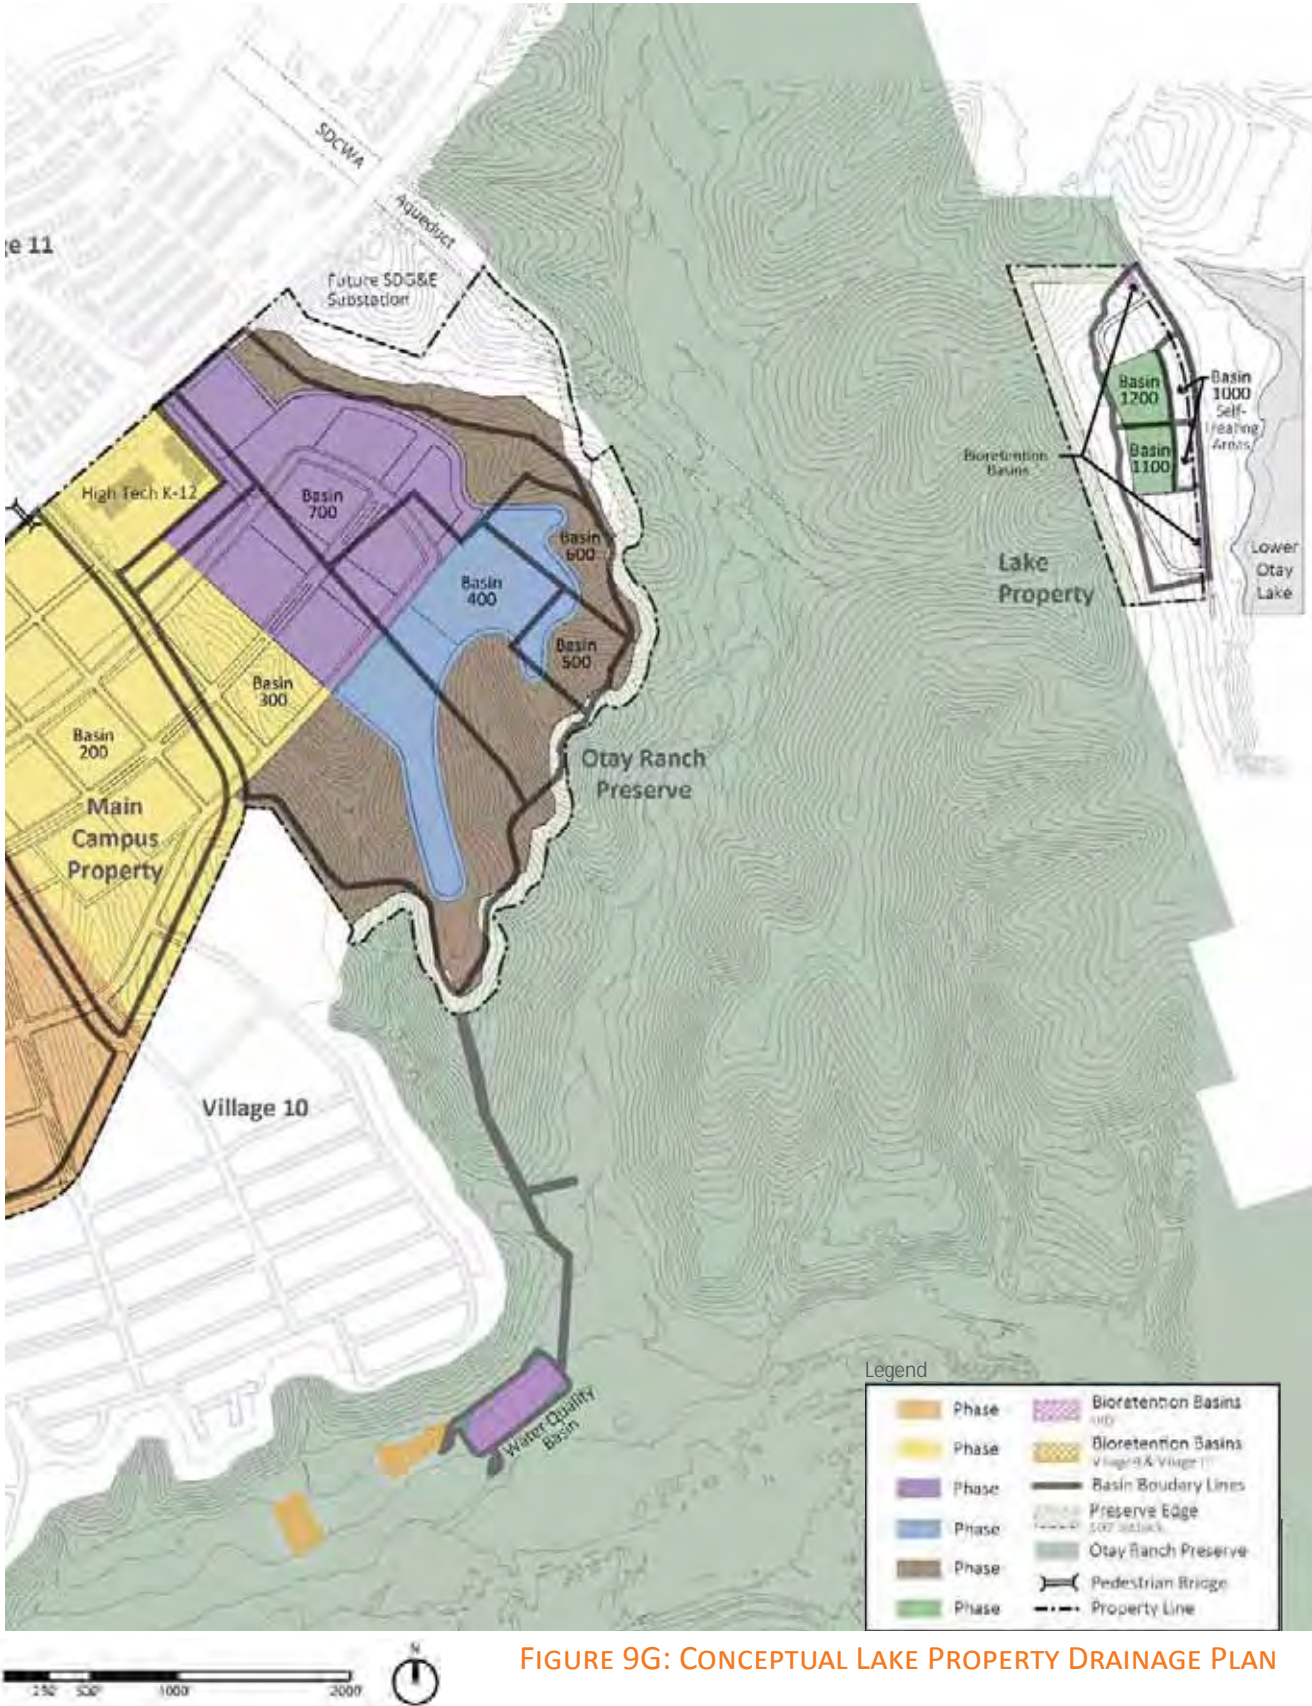 SDCWA
Aqueduct
e 11
Future SDG&E
Substation
High Tech K-12
Basin
700
Basin
600
Basin
400
Basin
500
Basin
300
Basin
200
Main
Campus
Property
Otay Ranch
Preserve
Village 10
Water Quality
Basin
Basin
1200
Basin
1100
Basin
1000
Self-
Treating
Areas
Bioretention
Basins
Lake
Property
Lower
Otay
Lake
Legend
Phase
Phase
Phase
Phase
Phase
Phase
Bioretention Basins
Bioretention Basins
Basin Boudary Lines
Preserve Edge
Otay Ranch Preserve
Pedestrian Bridge
Property Line
250
500
1000
2000
N
FIGURE 9G: CONCEPTUAL LAKE PROPERTY DRAINAGE PLAN